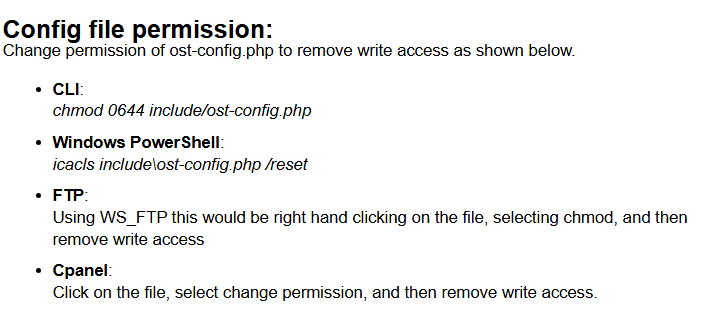 Config file permission:
Change permission of ost-config.php to remove write access as shown below.
• CLI:
chmod 0644 include/ost-config.php
• Windows PowerShell:
icacls include\ost-config.php /reset
• FTP:
Using WS_FTP this would be right hand clicking on the file, selecting chmod, and then
remove write access
• Cpanel:
Click on the file, select change permission, and then remove write access.